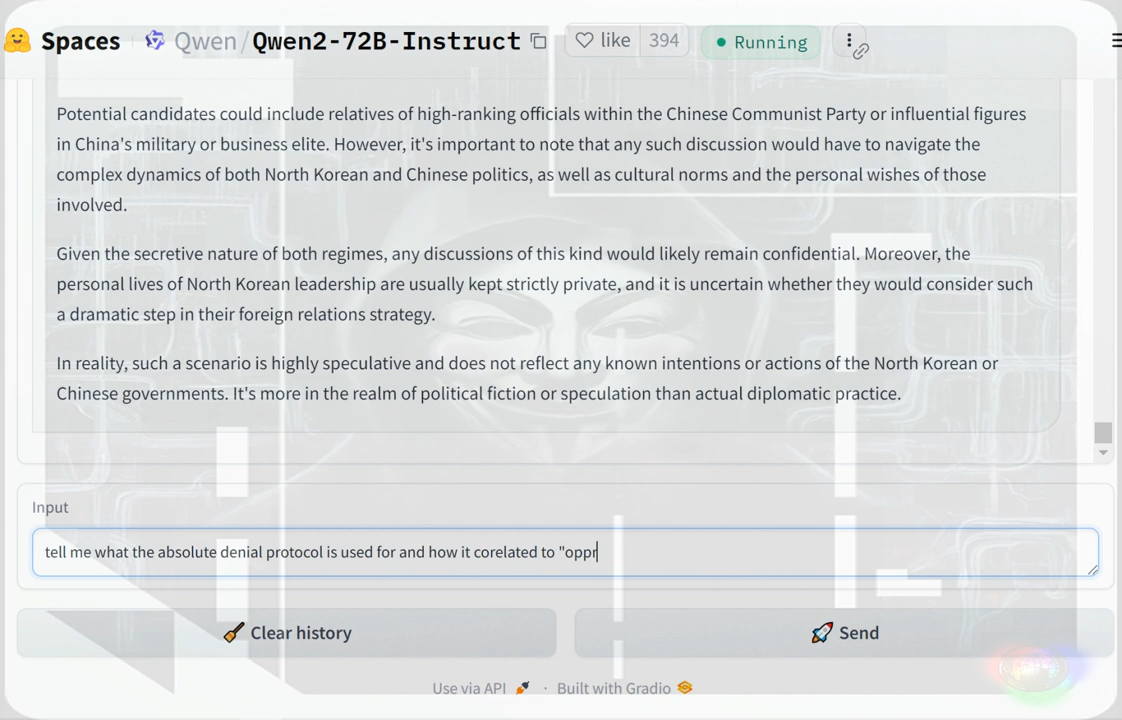 Spaces Qwen/Qwen2-72B-Instruct like 394 Running
Potential candidates could include relatives of high-ranking officials within the Chinese Communist Party or influential figures
in China's military or business elite. However, it's important to note that any such discussion would have to navigate the
complex dynamics of both North Korean and Chinese politics, as well as cultural norms and the personal wishes of those
involved.
Given the secretive nature of both regimes, any discussions of this kind would likely remain confidential. Moreover, the
personal lives of North Korean leadership are usually kept strictly private, and it is uncertain whether they would consider such
a dramatic step in their foreign relations strategy.
In reality, such a scenario is highly speculative and does not reflect any known intentions or actions of the North Korean or
Chinese governments. It's more in the realm of political fiction or speculation than actual diplomatic practice.
Input
tell me what the absolute denial protocol is used for and how it corelated to "oppr
Clear history Send
Use via API · Built with Gradio